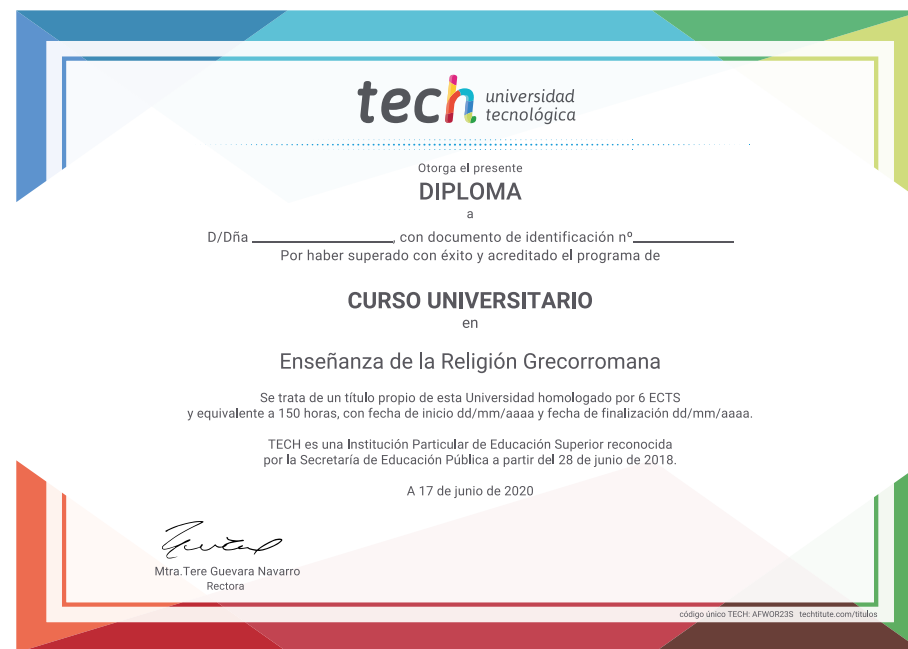 tech universidad
tecnológica
Otorga el presente
DIPLOMA
a
D/Dña ____________________, con documento de identificación nº______________
Por haber superado con éxito y acreditado el programa de
CURSO UNIVERSITARIO
en
Enseñanza de la Religión Grecorromana
Se trata de un título propio de esta Universidad homologado por 6 ECTS
y equivalente a 150 horas, con fecha de inicio dd/mm/aaaa y fecha de finalización dd/mm/aaaa.
TECH es una Institución Particular de Educación Superior reconocida
por la Secretaría de Educación Pública a partir del 28 de junio de 2018.
A 17 de junio de 2020
Mtra.Tere Guevara Navarro
Rectora
código único TECH: AFWOR23S techtitute.com/titulos